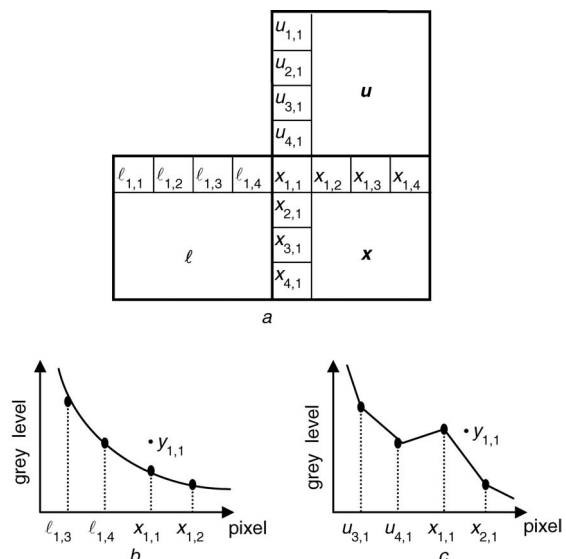 u1,1
u2,1
u
u3,1
u4,1
ℓ1,1 ℓ1,2 ℓ1,3 ℓ1,4 x1,1 x1,2 x1,3 x1,4
x2,1
ℓ x3,1 x
x4,1
a
grey level
y1,1
ℓ1,3 ℓ1,4 x1,1 x1,2 pixel
b
grey level
y1,1
u3,1 u4,1 x1,1 x2,1 pixel
c